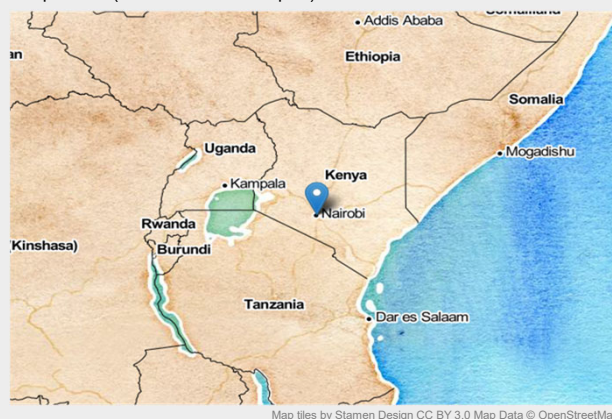 Addis Ababa
an
Ethiopia
Somalia
Mogadishu
Uganda
Kenya
Kampala
Nairobi
Rwanda
(Kinshasa)
Burundi
Tanzania
Dar es Salaam
Map tiles by Stamen Design CC BY 3.0 Map Data © OpenStreetMa